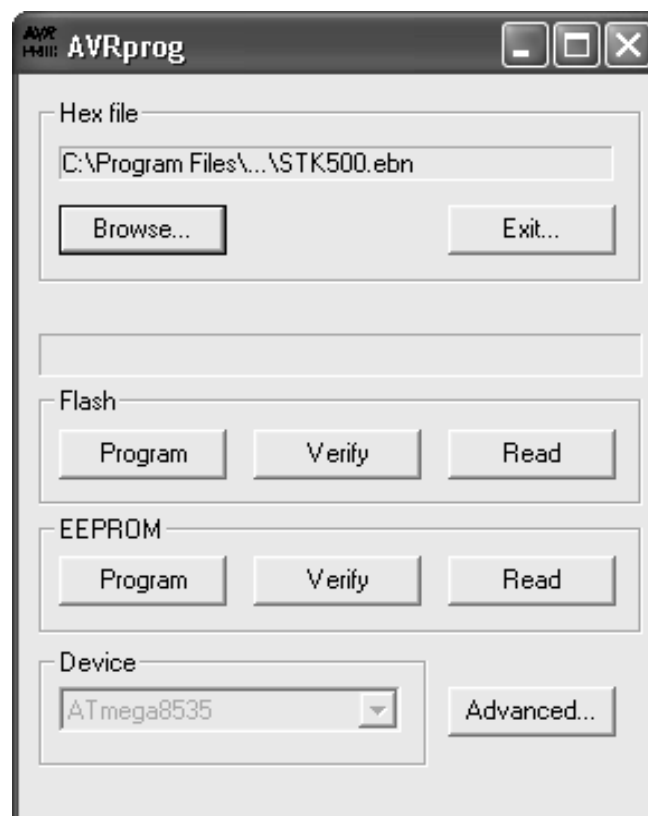 AVRprog
Hex file
C:\Program Files\...\STK500.ebn
Browse... Exit...
Flash
Program Verify Read
EEPROM
Program Verify Read
Device
ATmega8535 Advanced...